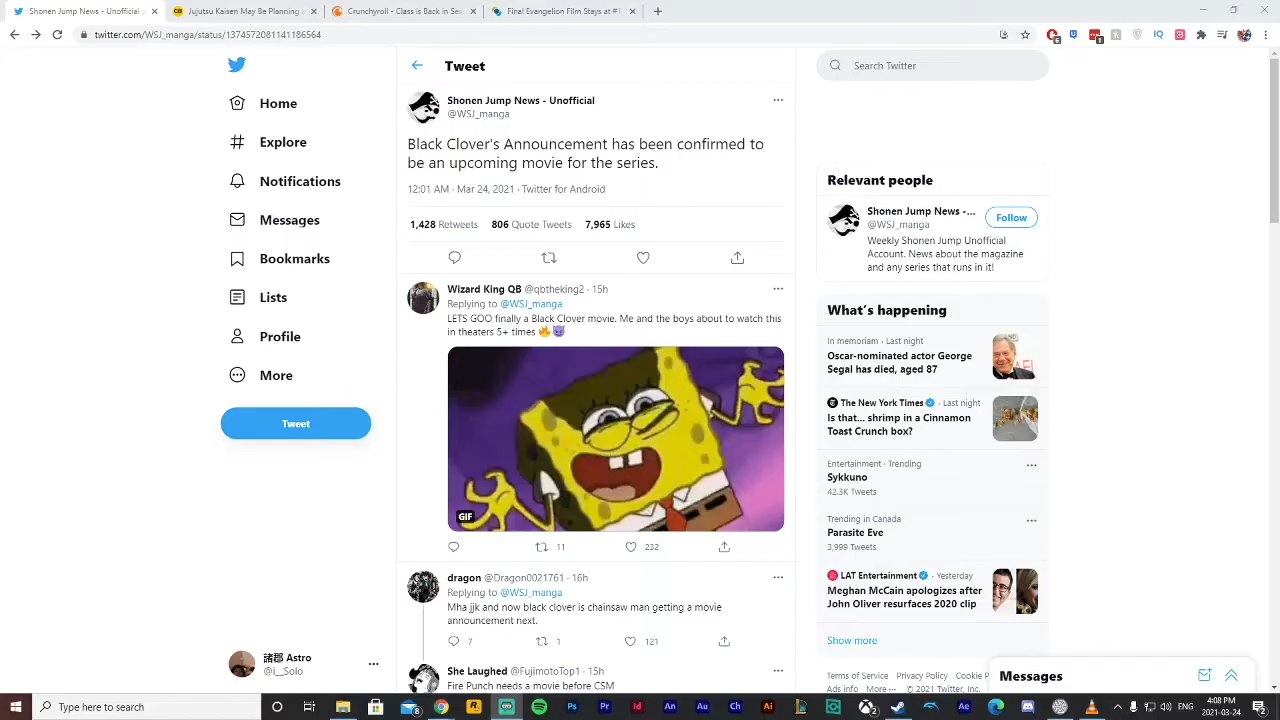 Shonen Jump News - Unofficial
Jujutsu Kaisen May Be Planning a
Crunchyroll - Class is Back in Sess
Final Evangelion Film Stays at #1
twitter.com/WSJ_manga/status/1374572081141186564
Home
Explore
Notifications
Messages
Bookmarks
Lists
Profile
More
Tweet
諸郡 Astro
@i__Solo
Tweet
Shonen Jump News - Unofficial
@WSJ_manga
Black Clover's Announcement has been confirmed to
be an upcoming movie for the series.
12:01 AM · Mar 24, 2021 · Twitter for Android
1,428 Retweets 806 Quote Tweets 7,965 Likes
Wizard King QB @qbtheking2 · 15h
Replying to @WSJ_manga
LETS GOO finally a Black Clover movie. Me and the boys about to watch this
in theaters 5+ times 🔥😈
GIF
11 232
dragon @Dragon0021761 · 16h
Replying to @WSJ_manga
Mha jjk and now black clover is chainsaw man getting a movie
announcement next.
7 1 121
She Laughed @FujimotoTop1 · 15h
Fire Punch needs a movie before CSM
Search Twitter
Relevant people
Shonen Jump News -...
@WSJ_manga
Follow
Weekly Shonen Jump Unofficial
Account. News about the magazine
and any series that runs in it!
What's happening
In memoriam · Last night
Oscar-nominated actor George
Segal has died, aged 87
The New York Times · Last night
Is that... shrimp in a Cinnamon
Toast Crunch box?
Entertainment · Trending
Sykkuno
42.3K Tweets
Trending in Canada
Parasite Eve
3,999 Tweets
LAT Entertainment · Yesterday
Meghan McCain apologizes after
John Oliver resurfaces 2020 clip
Show more
Terms of Service Privacy Policy Cookie P
Ad info More ··· © 2021 Twitter, Inc.
Messages
Type here to search
4:08 PM
2021-03-24